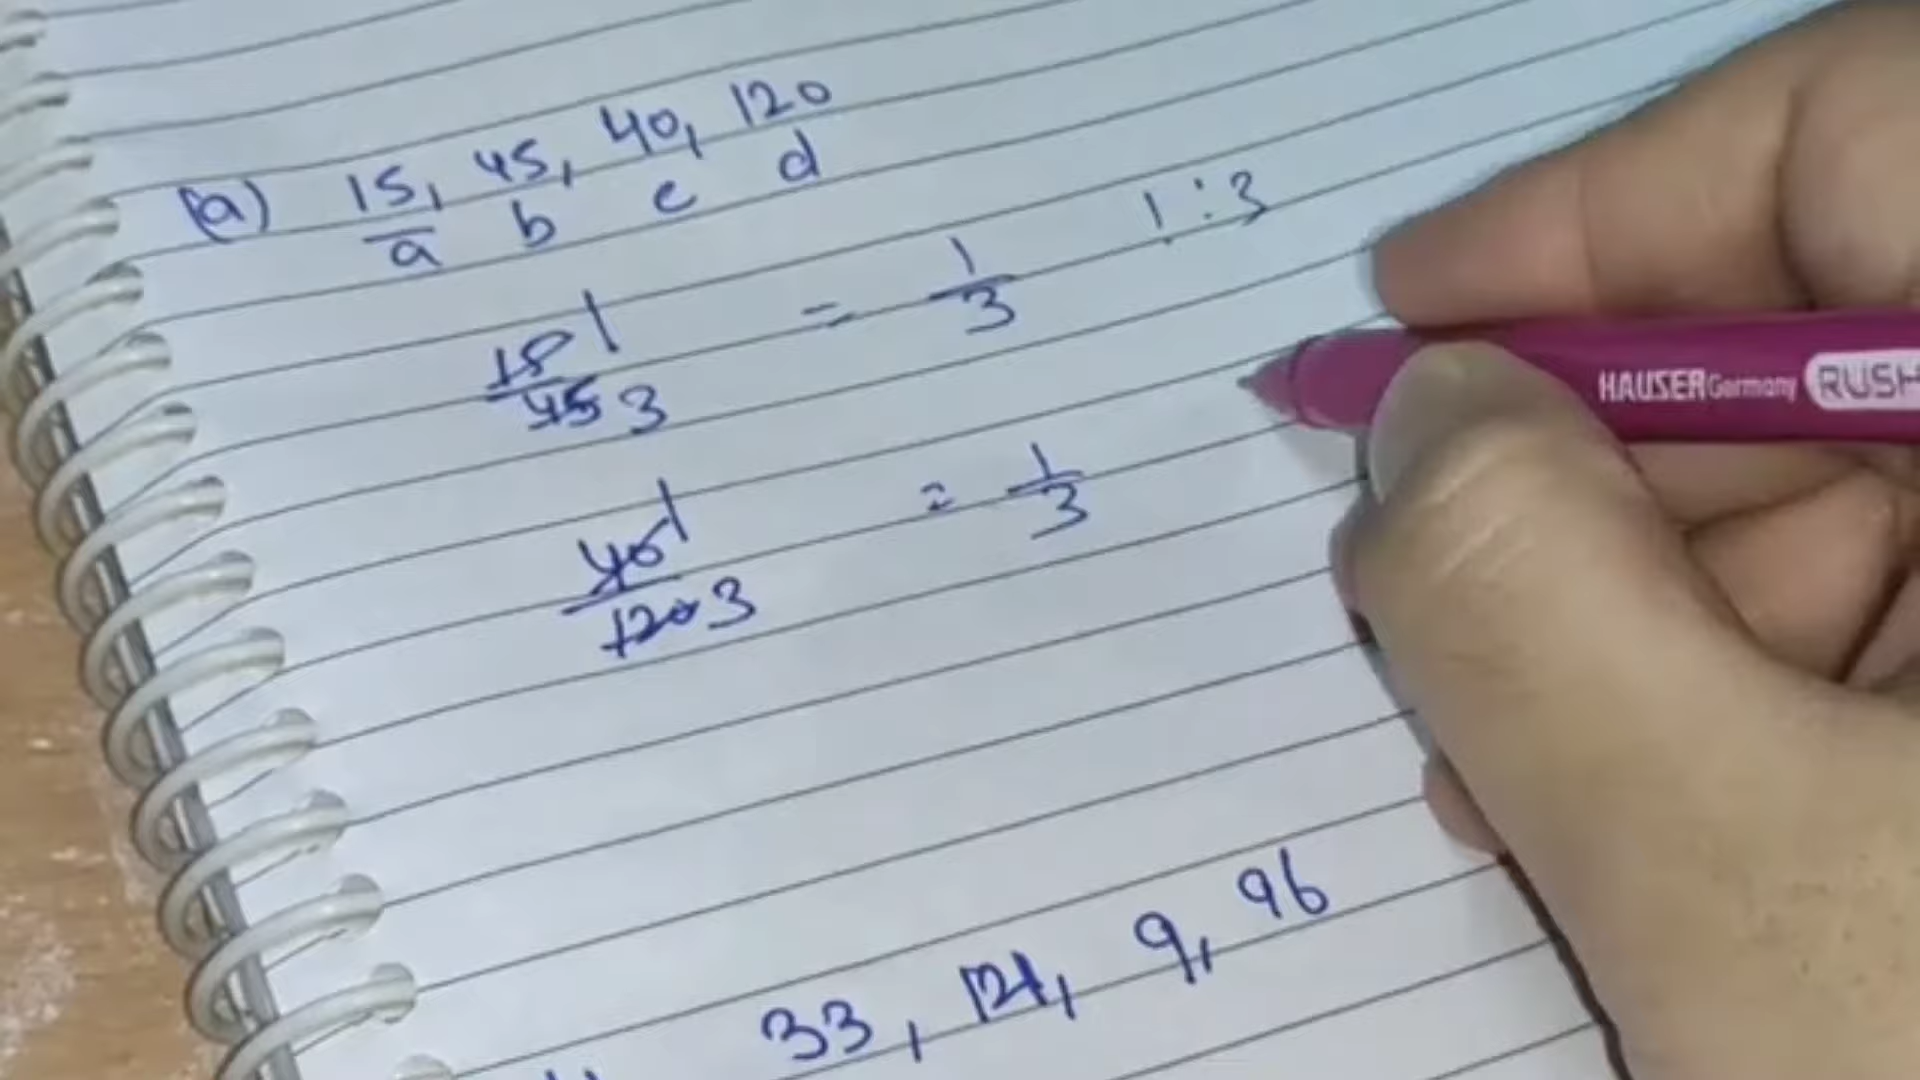 (a) 15, 45, 40, 120
a b c d
15 1
45 3
= 1/3
1:3
40 1
120 3
= 1/3
33, 121, 9, 96
HAUSER Germany RUSH